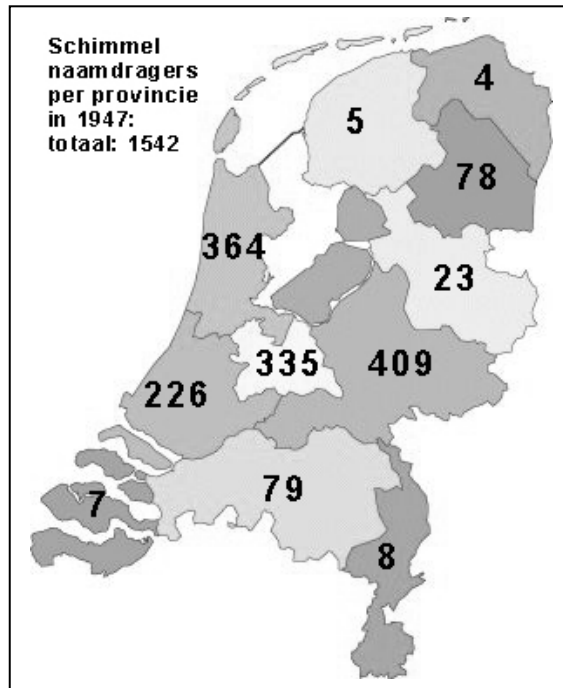 Schimmel
naamdragers
per provincie
in 1947:
totaal: 1542
4
5
78
364
23
335
409
226
79
7
8